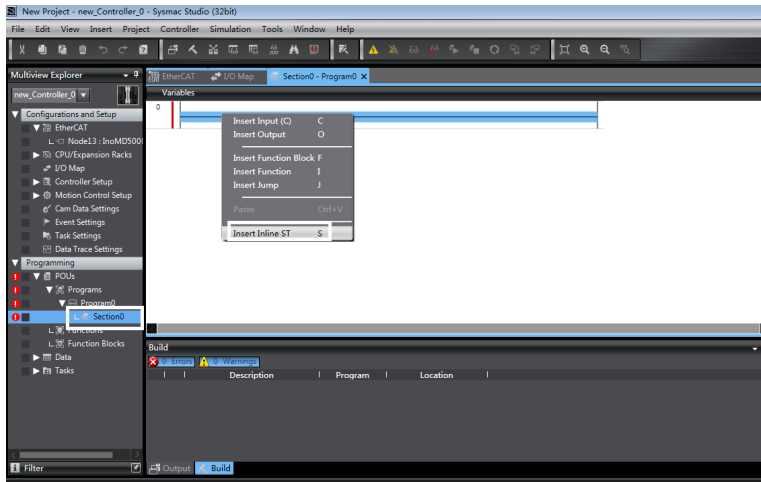 New Project - new_Controller_0 - Sysmac Studio (32bit)
File Edit View Insert Project Controller Simulation Tools Window Help
Multiview Explorer
new_Controller_0
Configurations and Setup
EtherCAT
Node13 : InoMD500
CPU/Expansion Racks
I/O Map
Controller Setup
Motion Control Setup
Cam Data Settings
Event Settings
Task Settings
Data Trace Settings
Programming
POUs
Programs
Program0
Section0
Functions
Function Blocks
Data
Tasks
Filter
EtherCAT I/O Map Section0 - Program0
Variables
0
Insert Input (C) C
Insert Output O
Insert Function Block F
Insert Function I
Insert Jump J
Paste Ctrl+V
Insert Inline ST S
Build
0 Errors 0 Warnings
Description Program Location
Output Build